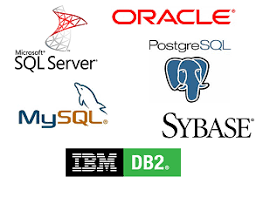 ORACLE®
Microsoft®
SQL Server®
PostgreSQL
MySQL®
SYBASE®
IBM DB2®